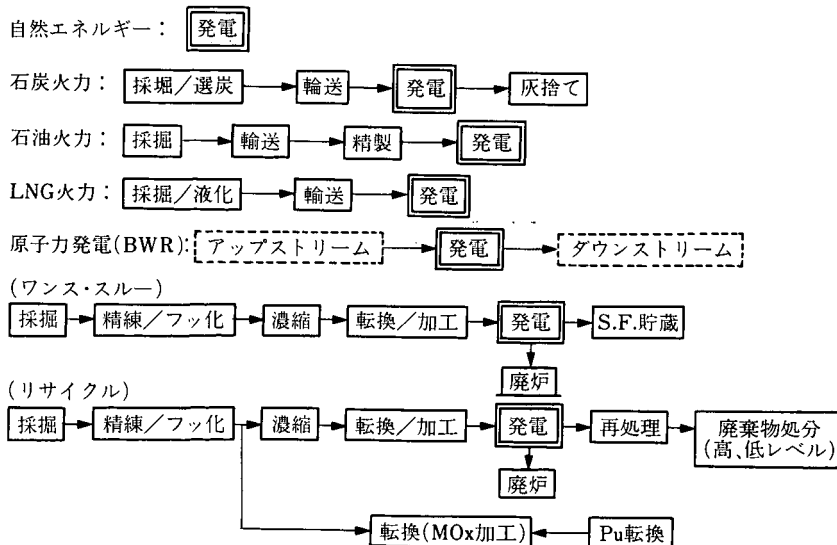 自然エネルギー： 発電
石炭火力： 採堀／選炭 輪送 発電 灰捨て
石油火力： 採掘 輸送 精製 発電
LNG火力： 採掘／液化 輸送 発電
原子力発電(BWR)： アップストリーム 発電 ダウンストリーム
(ワンス・スルー)
採掘 精練／フッ化 濃縮 転換／加工 発電 S.F.貯蔵
廃炉
(リサイクル)
採掘 精練／フッ化 濃縮 転換／加工 発電 再処理 廃棄物処分
(高、低レベル)
廃炉
転換(MOx加工) Pu転換